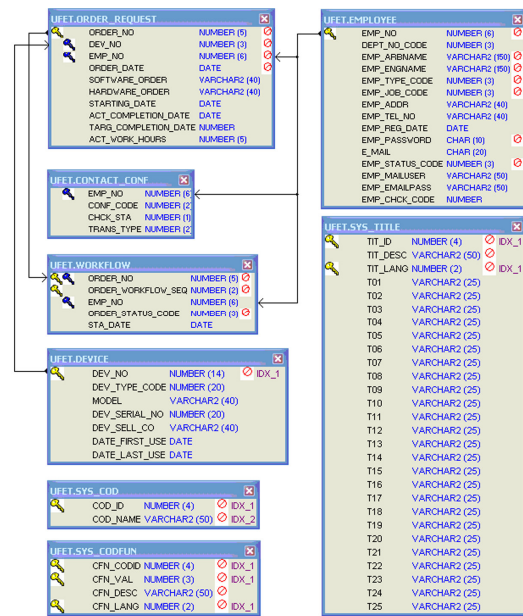 UFET.ORDER_REQUEST
ORDER_NO NUMBER (5)
DEV_NO NUMBER (3)
EMP_NO NUMBER (6)
ORDER_DATE DATE
SOFTWARE_ORDER VARCHAR2 (40)
HARDWARE_ORDER VARCHAR2 (40)
STARTING_DATE DATE
ACT_COMPLETION_DATE DATE
TARG_COMPLETION_DATE NUMBER
ACT_WORK_HOURS NUMBER (5)
UFET.CONTACT_CONF
EMP_NO NUMBER (6)
CONF_CODE NUMBER (2)
CHCK_STA NUMBER (1)
TRANS_TYPE NUMBER (2)
UFET.WORKFLOW
ORDER_NO NUMBER (5)
ORDER_WORKFLOW_SEQ NUMBER (2)
EMP_NO NUMBER (6)
ORDER_STATUS_CODE NUMBER (3)
STA_DATE DATE
UFET.DEVICE
DEV_NO NUMBER (14) IDX_1
DEV_TYPE_CODE NUMBER (20)
MODEL VARCHAR2 (40)
DEV_SERIAL_NO NUMBER (20)
DEV_SELL_CO VARCHAR2 (40)
DATE_FIRST_USE DATE
DATE_LAST_USE DATE
UFET.SYS_COD
COD_ID NUMBER (4) IDX_1
COD_NAME VARCHAR2 (50) IDX_2
UFET.SYS_CODFUN
CFN_CODID NUMBER (4) IDX_1
CFN_VAL NUMBER (3) IDX_1
CFN_DESC VARCHAR2 (50)
CFN_LANG NUMBER (2) IDX_1
UFET.EMPLOYEE
EMP_NO NUMBER (6)
DEPT_NO_CODE NUMBER (3)
EMP_ARBNAME VARCHAR2 (150)
EMP_ENGNAME VARCHAR2 (150)
EMP_TYPE_CODE NUMBER (3)
EMP_JOB_CODE NUMBER (3)
EMP_ADDR VARCHAR2 (40)
EMP_TEL_NO VARCHAR2 (40)
EMP_REG_DATE DATE
EMP_PASSWORD CHAR (10)
E_MAIL CHAR (20)
EMP_STATUS_CODE NUMBER (3)
EMP_MAILUSER VARCHAR2 (50)
EMP_EMAILPASS VARCHAR2 (50)
EMP_CHCK_CODE NUMBER
UFET.SYS_TITLE
TIT_ID NUMBER (4) IDX_1
TIT_DESC VARCHAR2 (50)
TIT_LANG NUMBER (2) IDX_1
T01 VARCHAR2 (25)
T02 VARCHAR2 (25)
T03 VARCHAR2 (25)
T04 VARCHAR2 (25)
T05 VARCHAR2 (25)
T06 VARCHAR2 (25)
T07 VARCHAR2 (25)
T08 VARCHAR2 (25)
T09 VARCHAR2 (25)
T10 VARCHAR2 (25)
T11 VARCHAR2 (25)
T12 VARCHAR2 (25)
T13 VARCHAR2 (25)
T14 VARCHAR2 (25)
T15 VARCHAR2 (25)
T16 VARCHAR2 (25)
T17 VARCHAR2 (25)
T18 VARCHAR2 (25)
T19 VARCHAR2 (25)
T20 VARCHAR2 (25)
T21 VARCHAR2 (25)
T22 VARCHAR2 (25)
T23 VARCHAR2 (25)
T24 VARCHAR2 (25)
T25 VARCHAR2 (25)